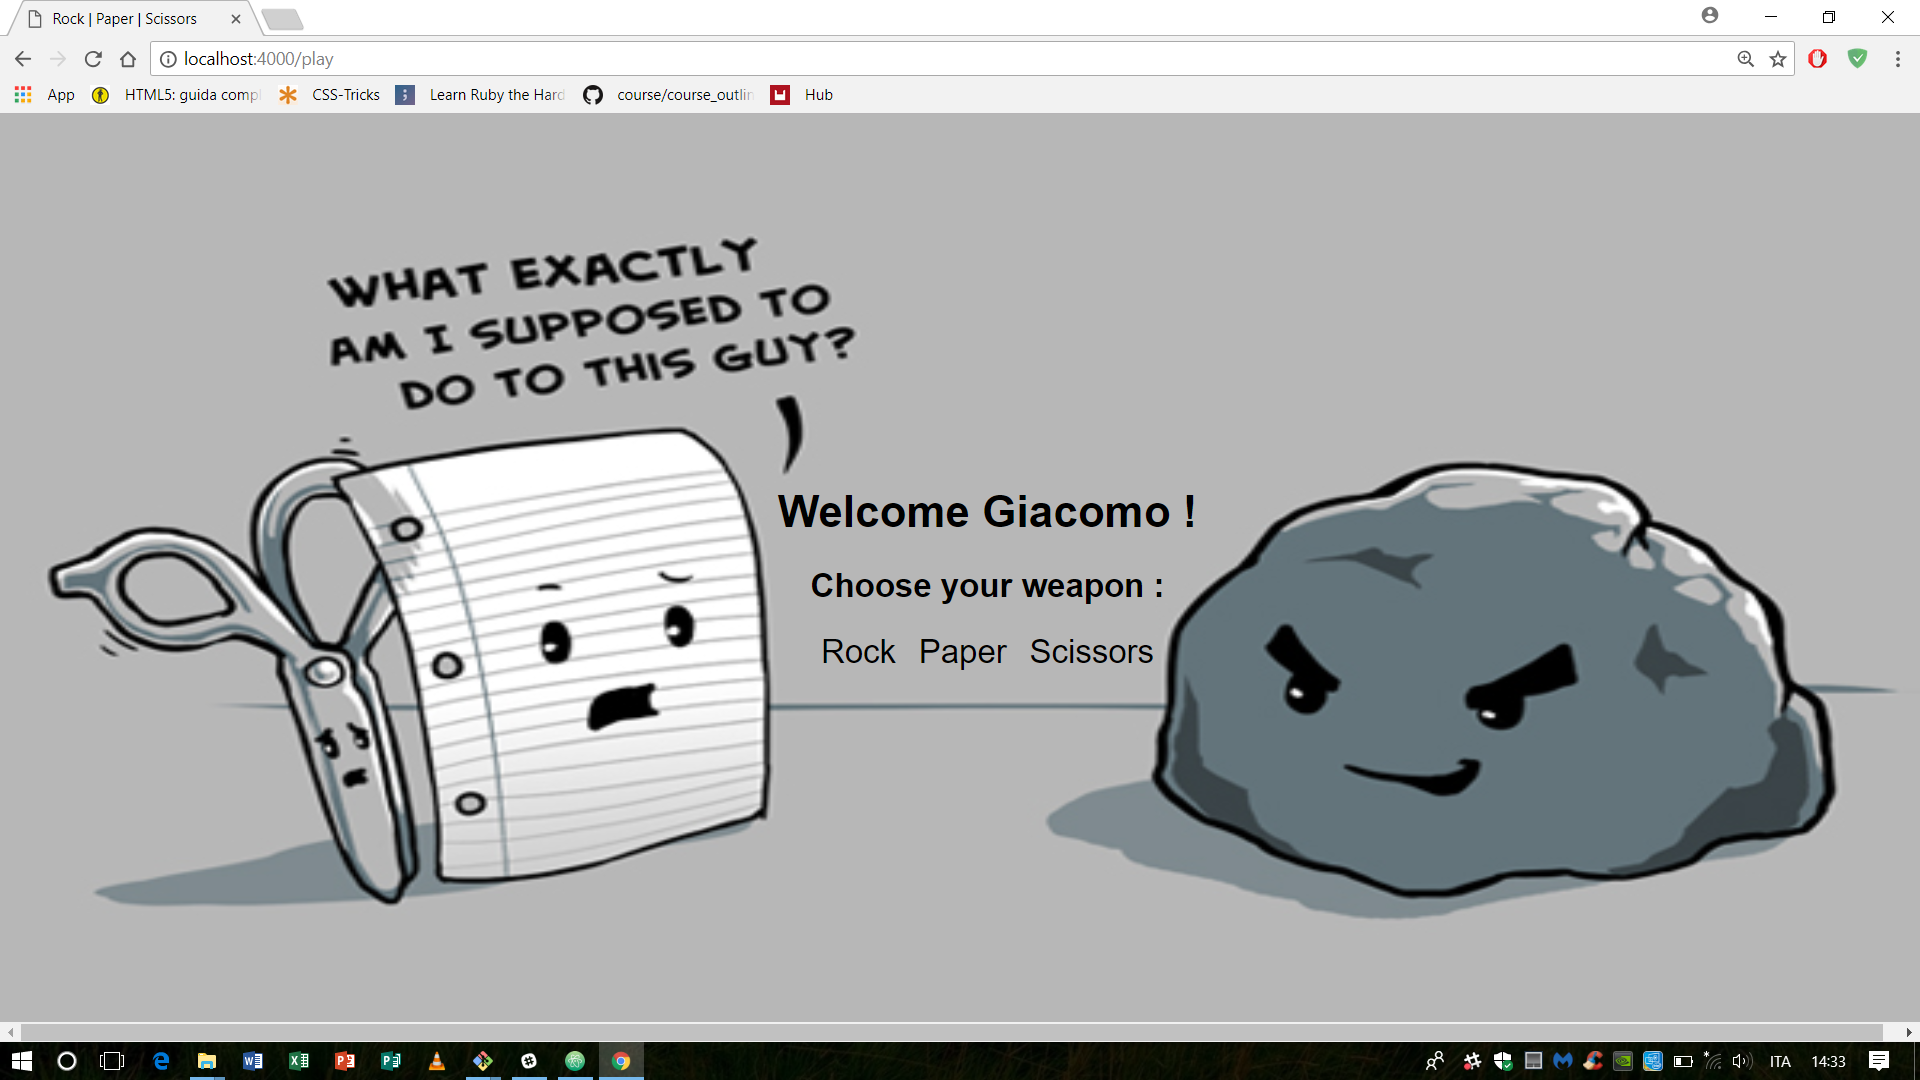 Rock | Paper | Scissors
localhost:4000/play
App HTML5: guida compl CSS-Tricks Learn Ruby the Hard course/course_outlin Hub
WHAT EXACTLY
AM I SUPPOSED TO
DO TO THIS GUY?
Welcome Giacomo !
Choose your weapon :
Rock Paper Scissors
ITA 14:33